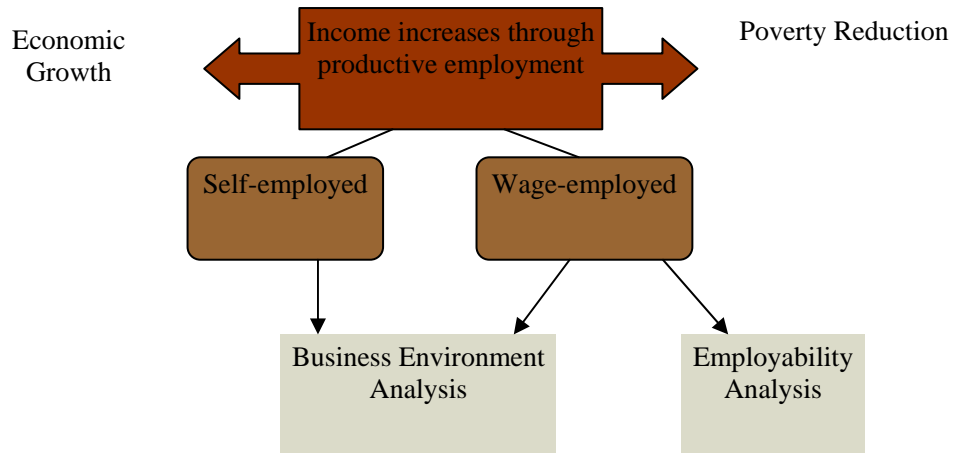 Economic
Growth
Income increases through
productive employment
Poverty Reduction
Self-employed
Wage-employed
Business Environment
Analysis
Employability
Analysis